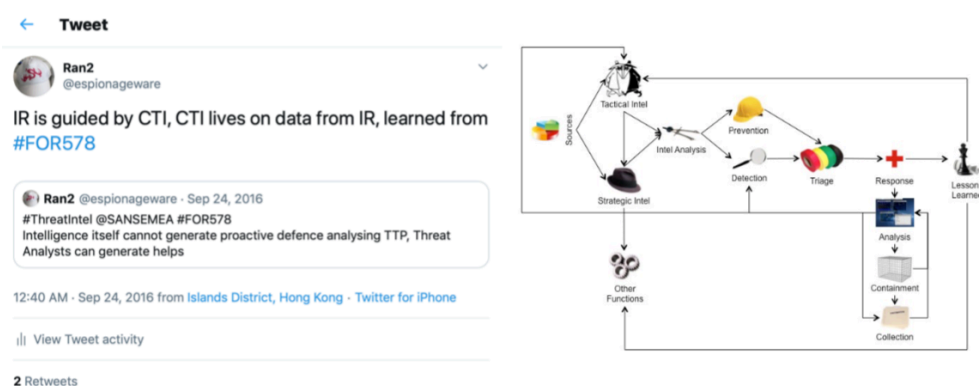 Tweet
Ran2
@espionageware
IR is guided by CTI, CTI lives on data from IR, learned from
#FOR578
Ran2 @espionageware · Sep 24, 2016
#ThreatIntel @SANSEMEA #FOR578
Intelligence itself cannot generate proactive defence analysing TTP, Threat
Analysts can generate helps
12:40 AM · Sep 24, 2016 from Islands District, Hong Kong · Twitter for iPhone
View Tweet activity
2 Retweets
Sources
Tactical Intel
Strategic Intel
Intel Analysis
Prevention
Detection
Triage
Response
Lesson
Learne
Analysis
Containment
Collection
Other
Functions